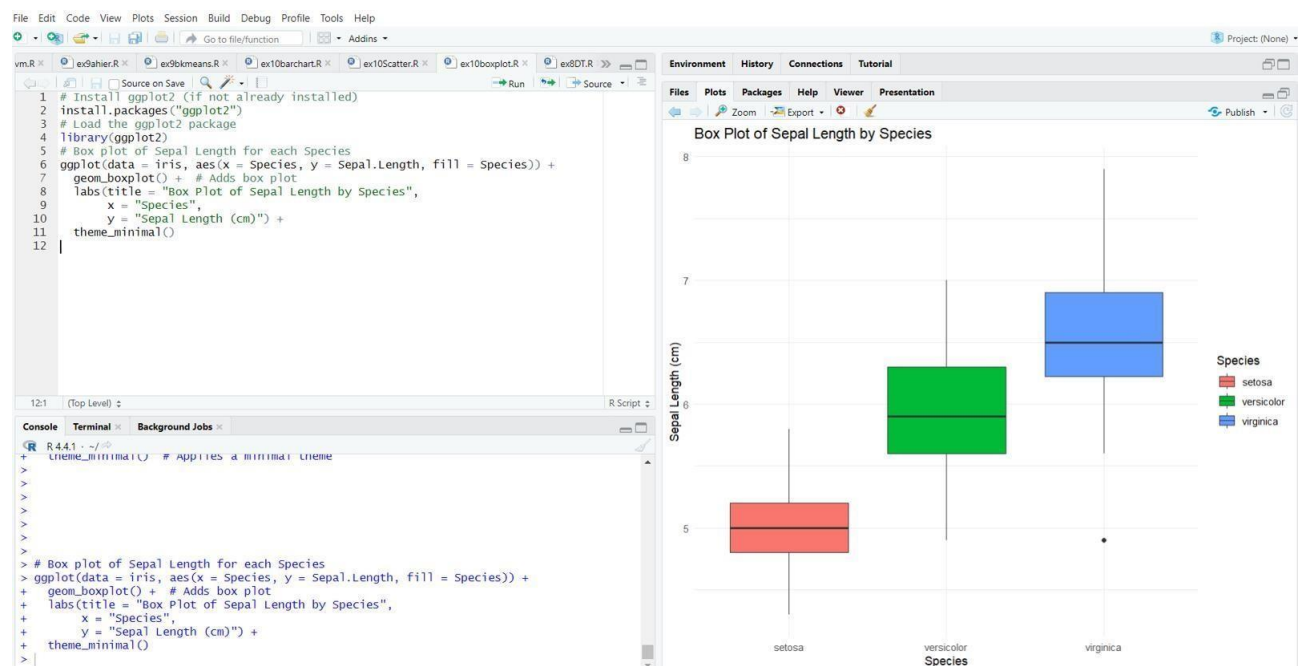 File Edit Code View Plots Session Build Debug Profile Tools Help
Go to file/function Addins Project: (None)
vm.R ex9ahier.R ex9bkmeans.R ex10barchart.R ex10Scatter.R ex10boxplot.R ex8DT.R
Source on Save Run Source
1 # Install ggplot2 (if not already installed)
2 install.packages("ggplot2")
3 # Load the ggplot2 package
4 library(ggplot2)
5 # Box plot of Sepal Length for each Species
6 ggplot(data = iris, aes(x = Species, y = Sepal.Length, fill = Species)) +
7 geom_boxplot() + # Adds box plot
8 labs(title = "Box Plot of Sepal Length by Species",
9 x = "Species",
10 y = "Sepal Length (cm)") +
11 theme_minimal()
12
12:1 (Top Level) R Script
Console Terminal Background Jobs
R R 4.4.1 · ~/
+ theme_minimal() # Applies a minimal theme
>
>
>
>
>
>
>
> # Box plot of Sepal Length for each Species
> ggplot(data = iris, aes(x = Species, y = Sepal.Length, fill = Species)) +
+ geom_boxplot() + # Adds box plot
+ labs(title = "Box Plot of Sepal Length by Species",
+ x = "Species",
+ y = "Sepal Length (cm)") +
+ theme_minimal()
>
Environment History Connections Tutorial
Files Plots Packages Help Viewer Presentation
Zoom Export Publish
Box Plot of Sepal Length by Species
8
7
6
5
Sepal Length (cm)
setosa versicolor virginica
Species
Species
setosa
versicolor
virginica